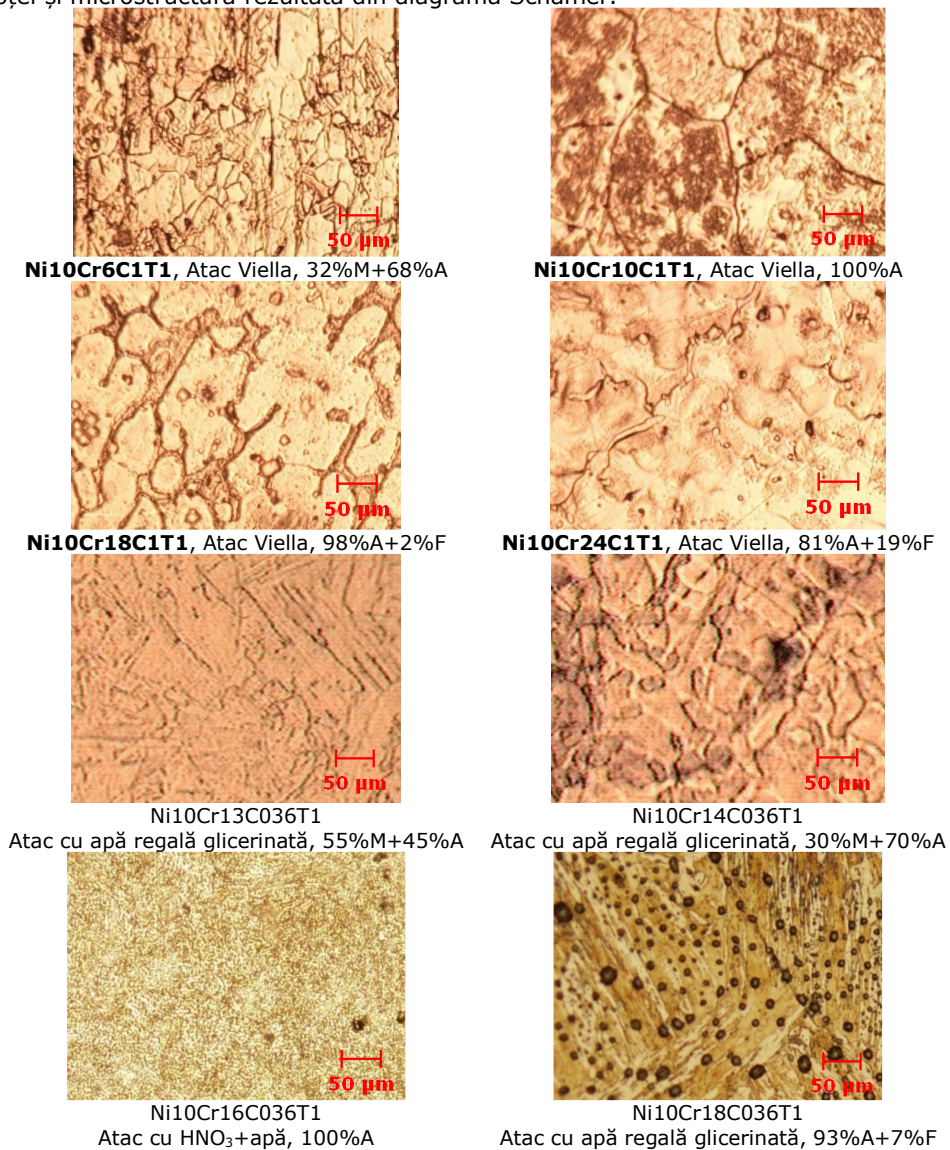 și microstructura rezultată din diagrama
50 µm
50 µm
Ni10Cr6C1T1, Atac Viella, 32%M+68%A
Ni10Cr10C1T1, Atac Viella, 100%A
50 µm
50 µm
Ni10Cr18C1T1, Atac Viella, 98%A+2%F
Ni10Cr24C1T1, Atac Viella, 81%A+19%F
50 µm
50 µm
Ni10Cr13C036T1
Ni10Cr14C036T1
Atac cu apă regală glicerinată, 55%M+45%A
Atac cu apă regală glicerinată, 30%M+70%A
50 µm
50 µm
Ni10Cr16C036T1
Ni10Cr18C036T1
Atac cu HNO₃+apă, 100%A
Atac cu apă regală glicerinată, 93%A+7%F